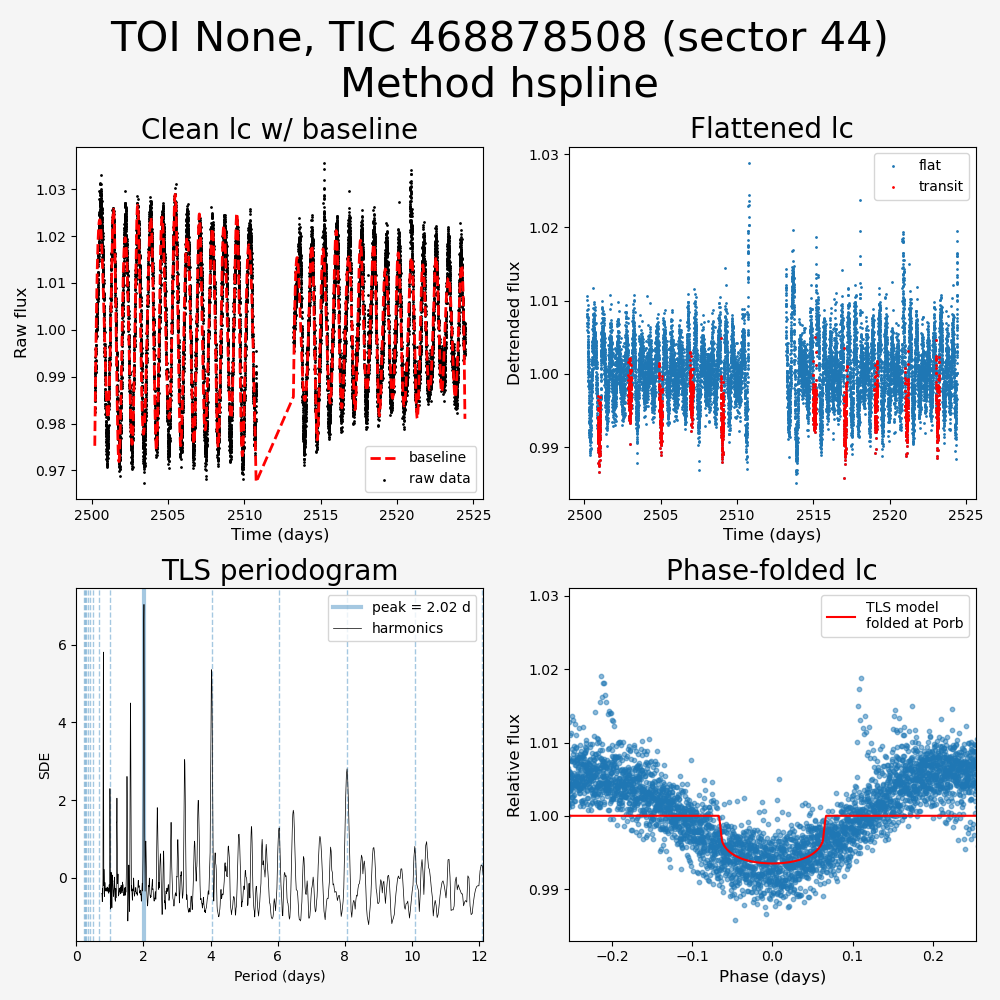 TOI None, TIC 468878508 (sector 44)
Method hspline
Clean lc w/ baseline
Raw flux
1.03
1.02
1.01
1.00
0.99
0.98
0.97
baseline
raw data
2500
2505
2510
2515
2520
2525
Time (days)
Flattened lc
Detrended flux
1.03
1.02
1.01
1.00
0.99
flat
transit
2500
2505
2510
2515
2520
2525
Time (days)
TLS periodogram
SDE
6
4
2
0
peak = 2.02 d
harmonics
0
2
4
6
8
10
12
Period (days)
Phase-folded lc
Relative flux
1.03
1.02
1.01
1.00
0.99
TLS model
folded at Porb
−0.2
−0.1
0.0
0.1
0.2
Phase (days)